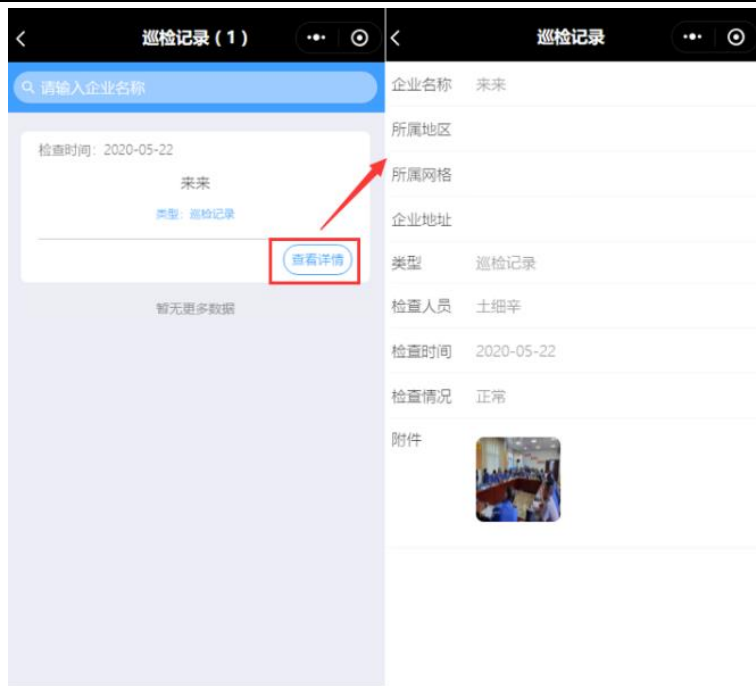 巡检记录（1）
请输入企业名称
检查时间：2020-05-22
来来
类型：巡检记录
查看详情
暂无更多数据
巡检记录
企业名称 来来
所属地区
所属网格
企业地址
类型 巡检记录
检查人员 土细辛
检查时间 2020-05-22
检查情况 正常
附件